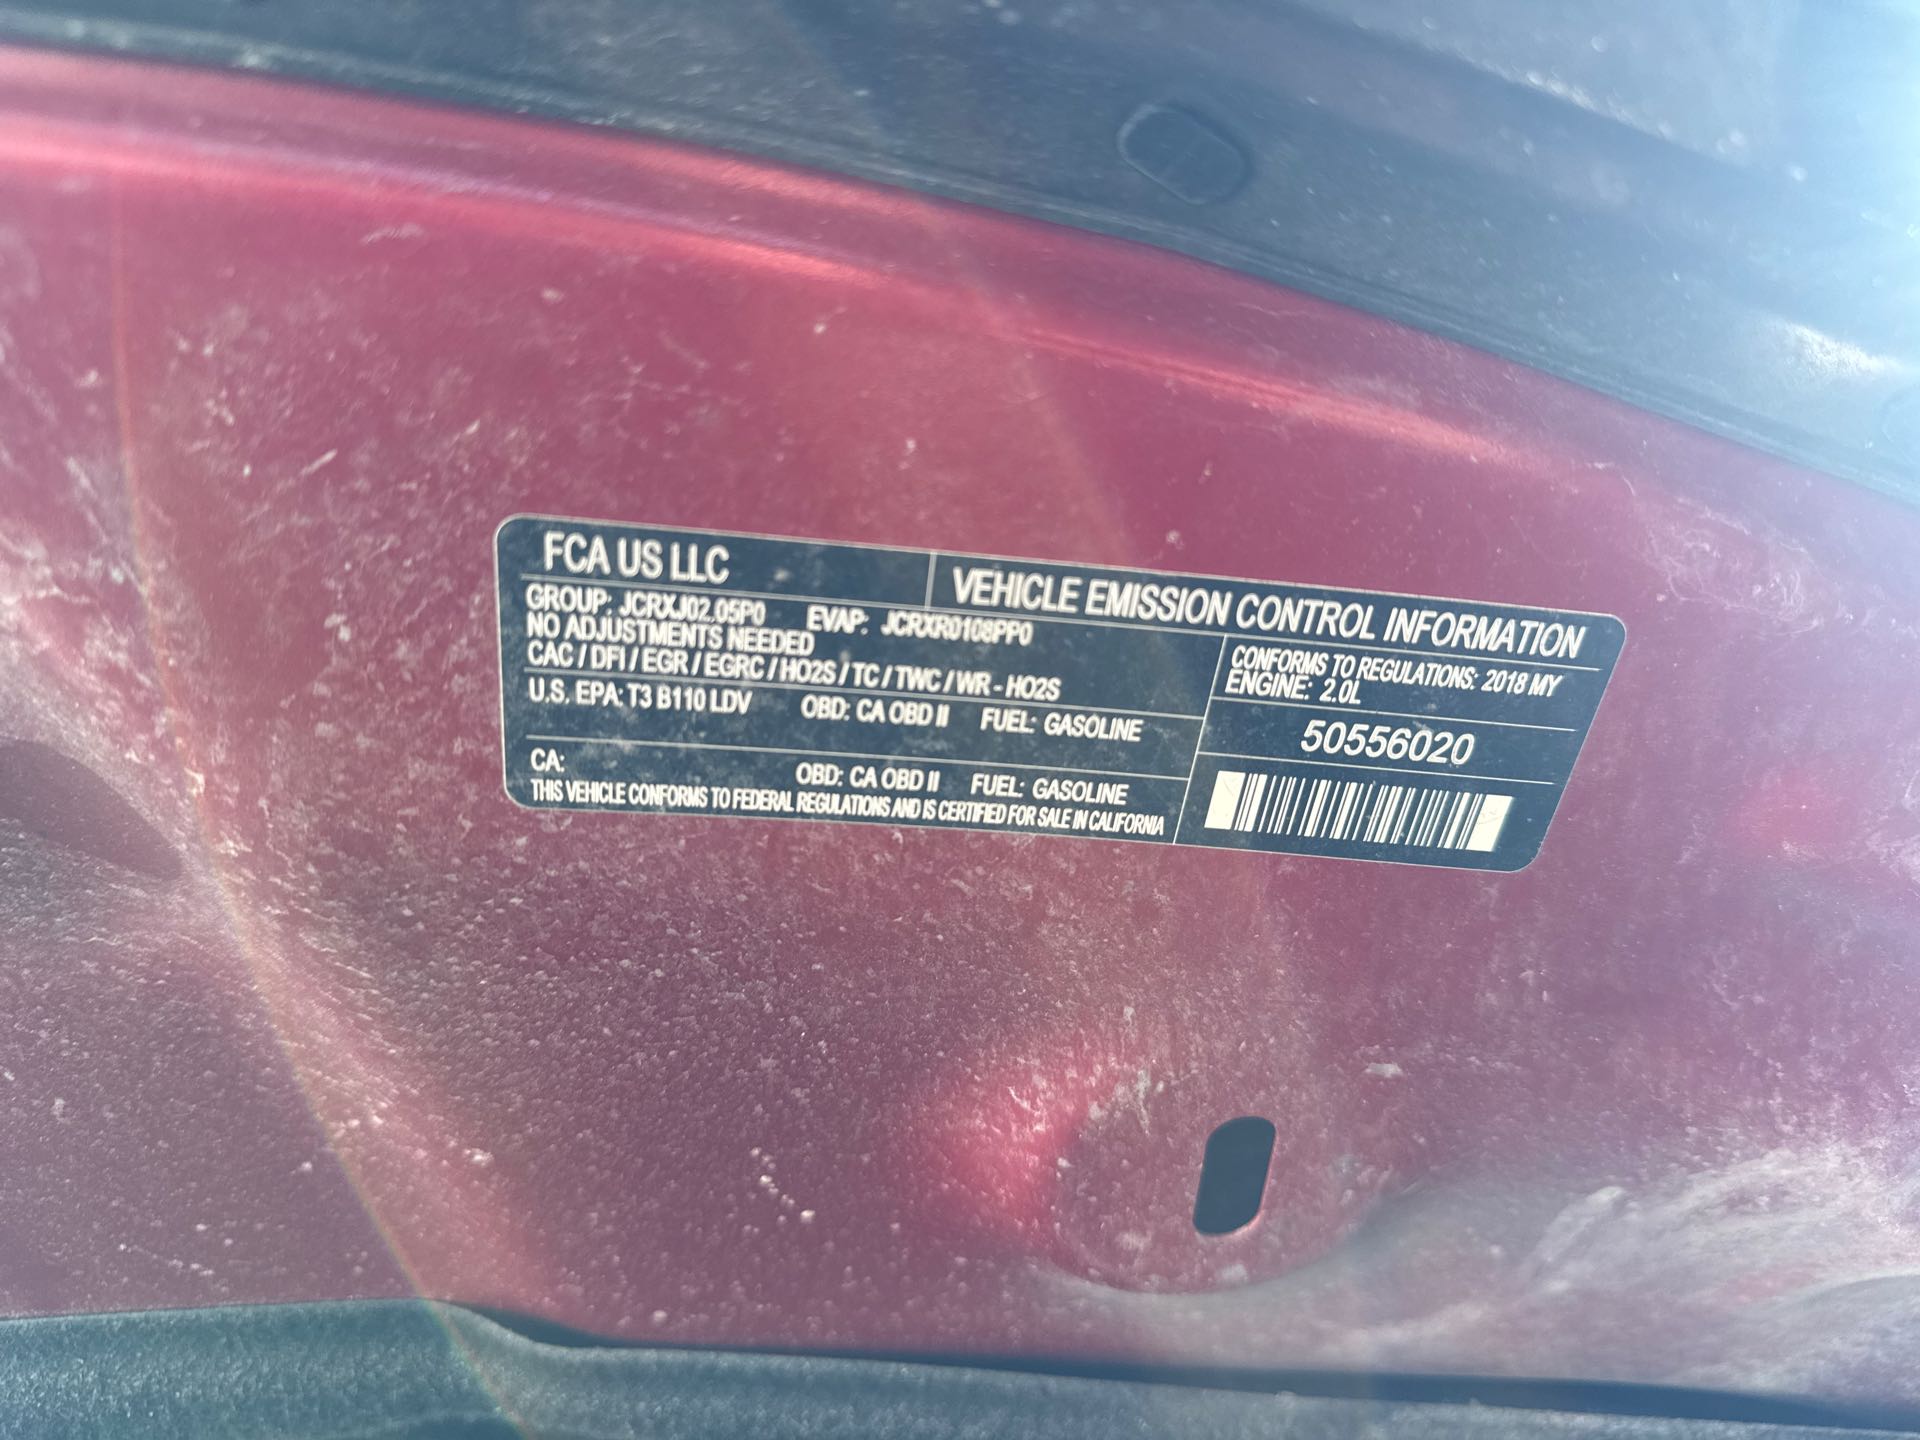 FCA US LLC
VEHICLE EMISSION CONTROL INFORMATION
GROUP: JCRXJ02.05P0 EVAP: JCRXR0108PP0
NO ADJUSTMENTS NEEDED
CAC / DFI / EGR / EGRC / HO2S / TC / TWC / WR - HO2S
U.S. EPA: T3 B110 LDV OBD: CA OBD II FUEL: GASOLINE
CA: OBD: CA OBD II FUEL: GASOLINE
THIS VEHICLE CONFORMS TO FEDERAL REGULATIONS AND IS CERTIFIED FOR SALE IN CALIFORNIA
CONFORMS TO REGULATIONS: 2018 MY
ENGINE: 2.0L
50556020